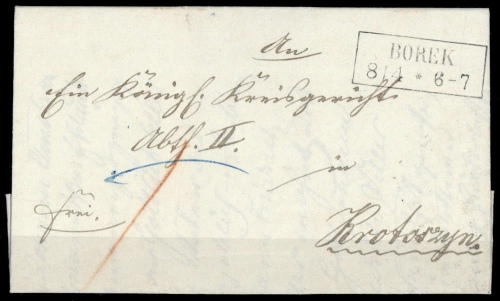 BOREK
8/4 * 6-7
An
Ein Königl. Kreisgericht
Abth. II.
in
frei.
Krotoszyn.